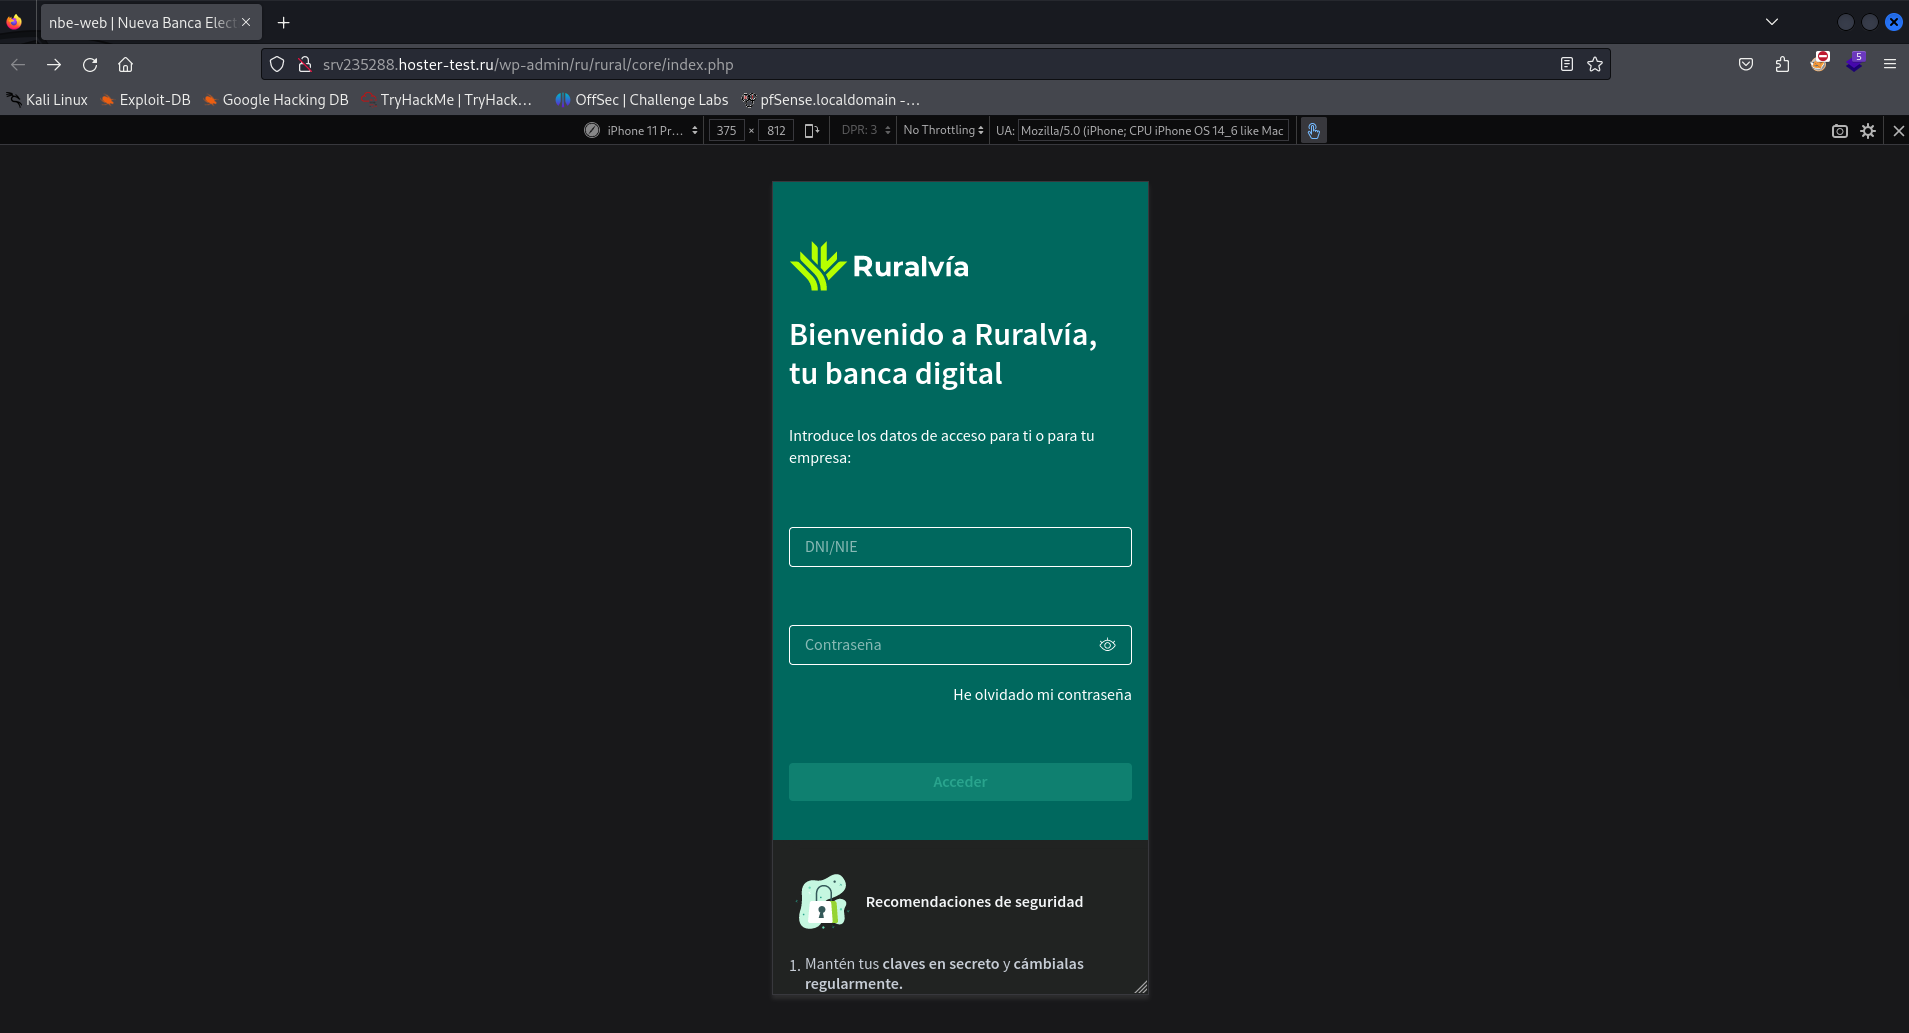 nbe-web | Nueva Banca Elect
srv235288.hoster-test.ru/wp-admin/ru/rural/core/index.php
5
Kali Linux
Exploit-DB
Google Hacking DB
TryHackMe | TryHack…
OffSec | Challenge Labs
pfSense.localdomain -…
iPhone 11 Pr…
375 × 812
DPR: 3
No Throttling
UA: Mozilla/5.0 (iPhone; CPU iPhone OS 14_6 like Mac
Ruralvía
Bienvenido a Ruralvía,
tu banca digital
Introduce los datos de acceso para ti o para tu
empresa:
DNI/NIE
Contraseña
He olvidado mi contraseña
Acceder
Recomendaciones de seguridad
1. Mantén tus claves en secreto y cámbialas
regularmente.